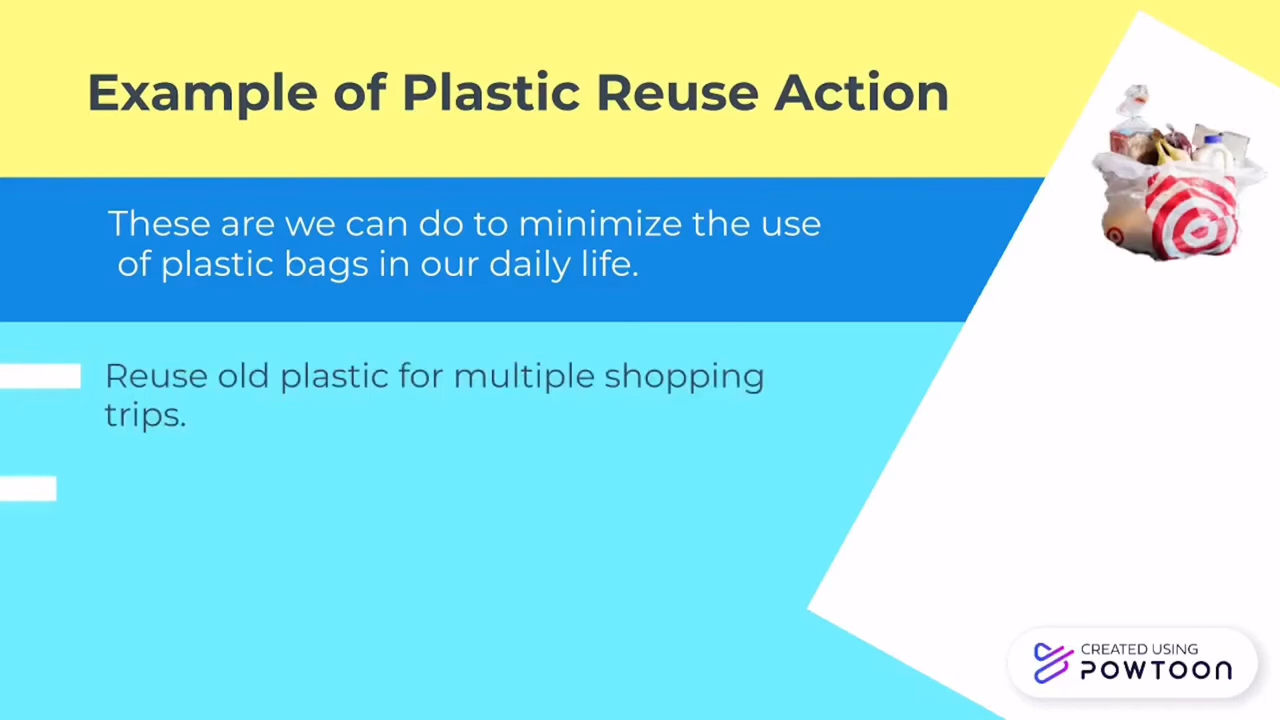 Example of Plastic Reuse Action
These are we can do to minimize the use
of plastic bags in our daily life.
Reuse old plastic for multiple shopping
trips.
CREATED USING
POWTOON